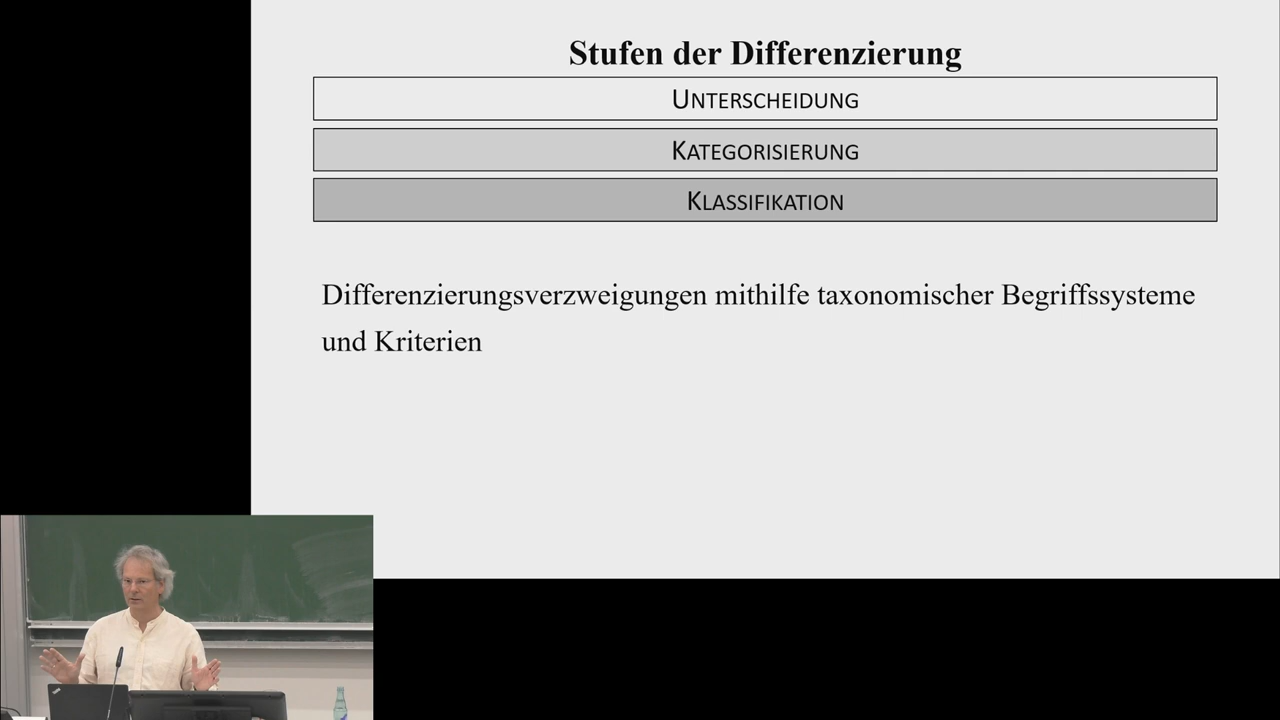 Stufen der Differenzierung
UNTERSCHEIDUNG
KATEGORISIERUNG
KLASSIFIKATION
Differenzierungsverzweigungen mithilfe taxonomischer Begriffssysteme
und Kriterien